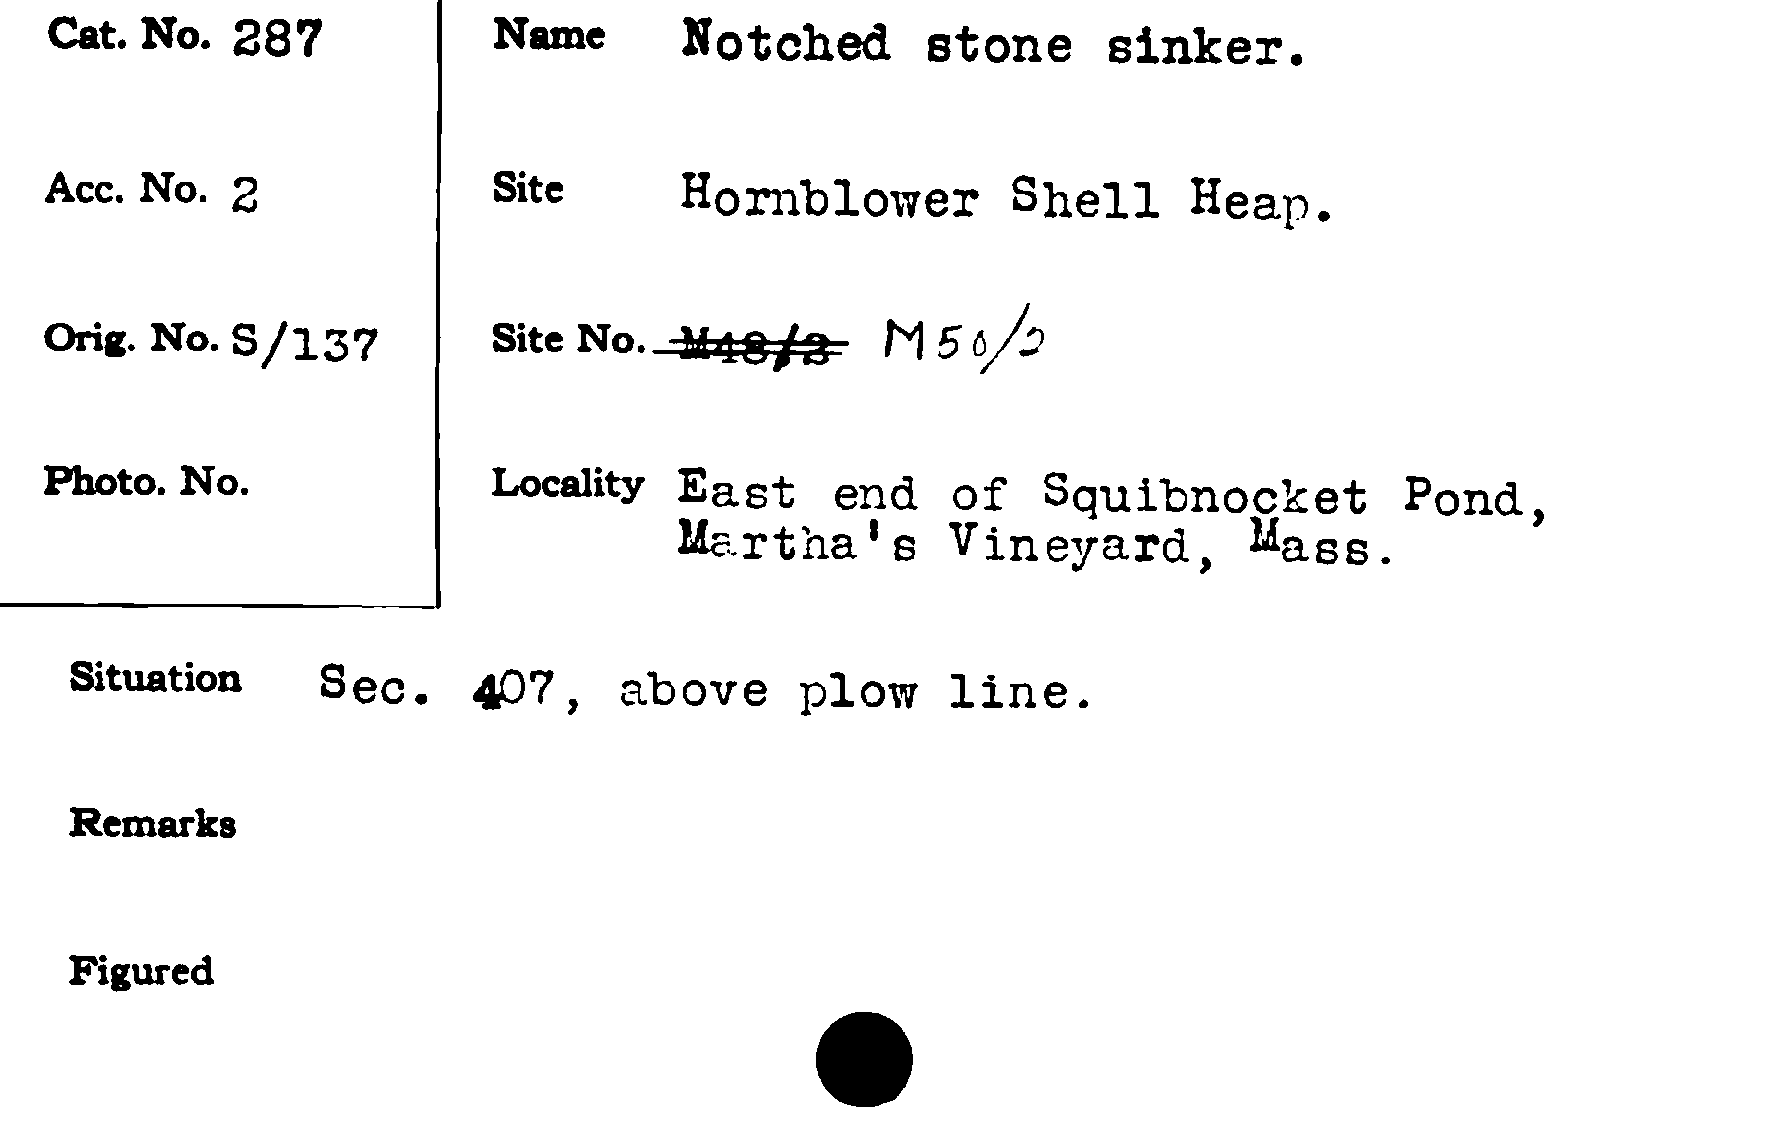 Cat. No. 287
Name Notched stone sinker.
Acc. No. 2
Site Hornblower Shell Heap.
Orig. No. S/137
Site No. M48/2 M50/2
Photo. No.
Locality East end of Squibnocket Pond,
Martha's Vineyard, Mass.
Situation Sec. 407, above plow line.
Remarks
Figured